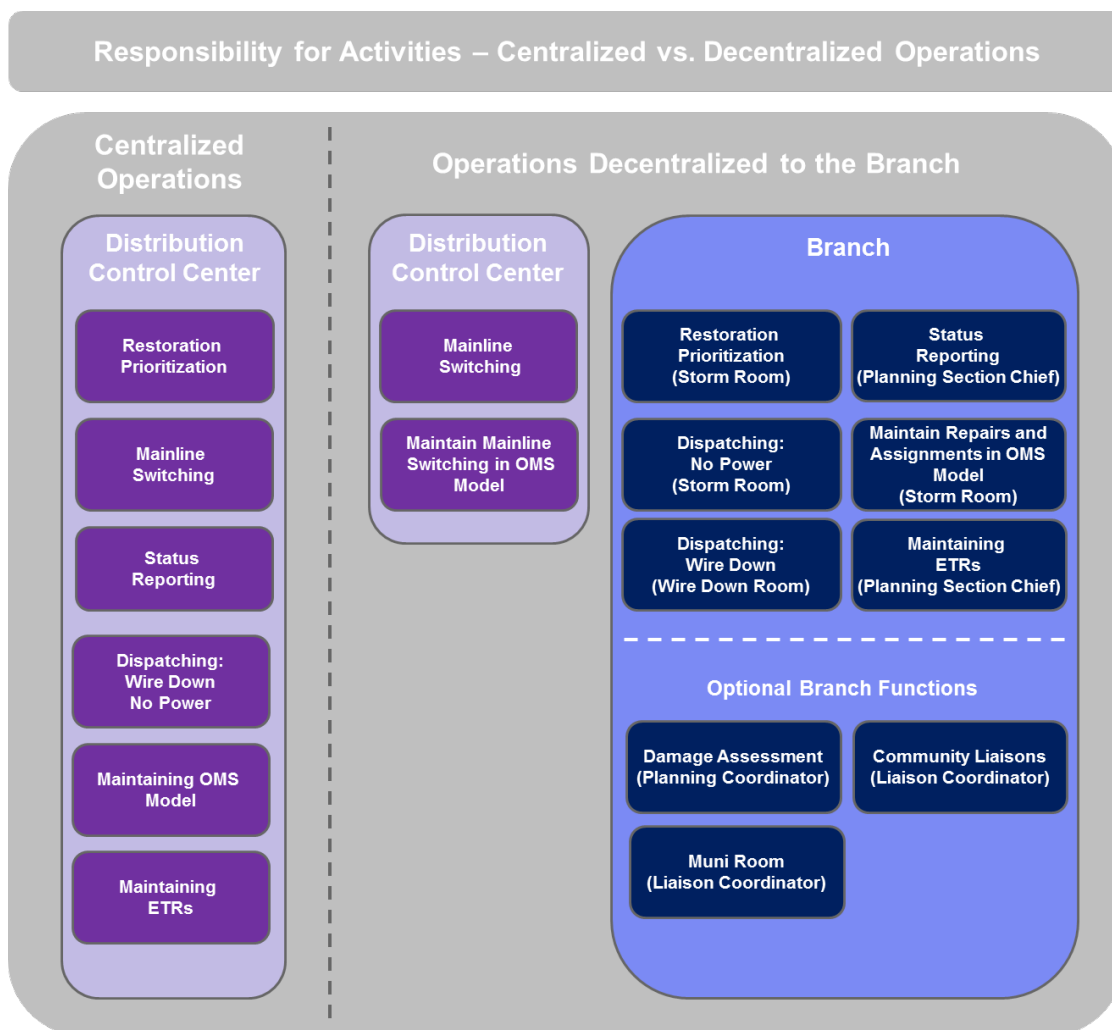 Responsibility for Activities – Centralized vs. Decentralized Operations
Centralized
Operations
Distribution
Control Center
Restoration
Prioritization
Mainline
Switching
Status
Reporting
Dispatching:
Wire Down
No Power
Maintaining OMS
Model
Maintaining
ETRs
Operations Decentralized to the Branch
Distribution
Control Center
Mainline
Switching
Maintain Mainline
Switching in OMS
Model
Branch
Restoration
Prioritization
(Storm Room)
Status
Reporting
(Planning Section Chief)
Dispatching:
No Power
(Storm Room)
Maintain Repairs and
Assignments in OMS
Model
(Storm Room)
Dispatching:
Wire Down
(Wire Down Room)
Maintaining
ETRs
(Planning Section Chief)
Optional Branch Functions
Damage Assessment
(Planning Coordinator)
Community Liaisons
(Liaison Coordinator)
Muni Room
(Liaison Coordinator)